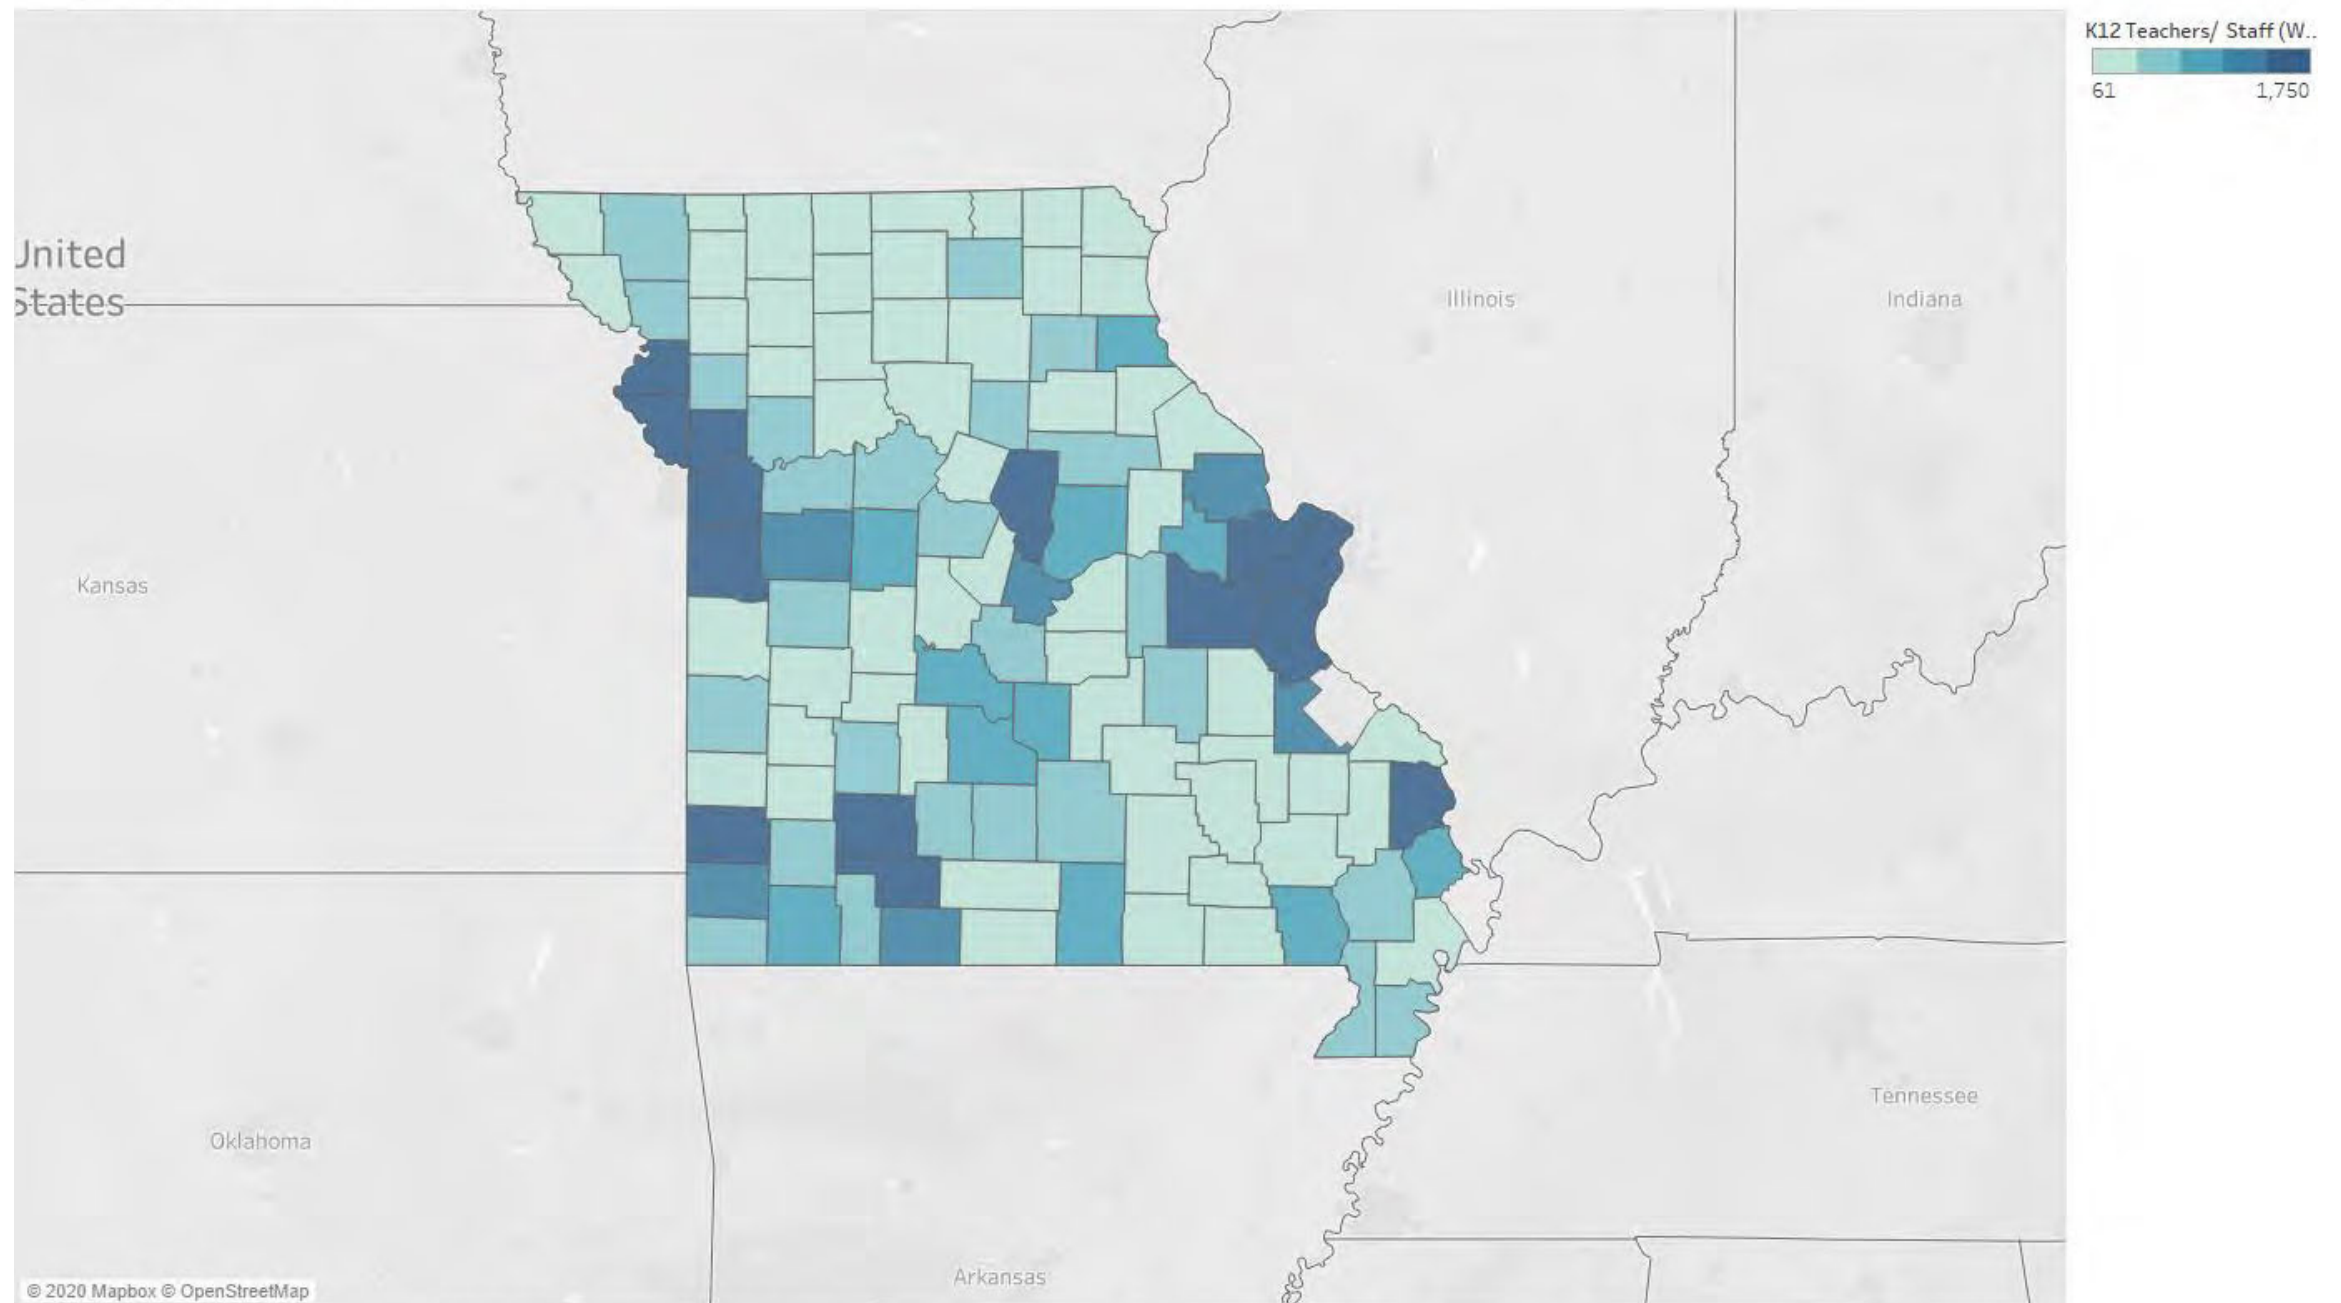 K12 Teachers/ Staff (W..
61 1,750
United
States
Illinois
Indiana
Kansas
Tennessee
Oklahoma
Arkansas
© 2020 Mapbox © OpenStreetMap